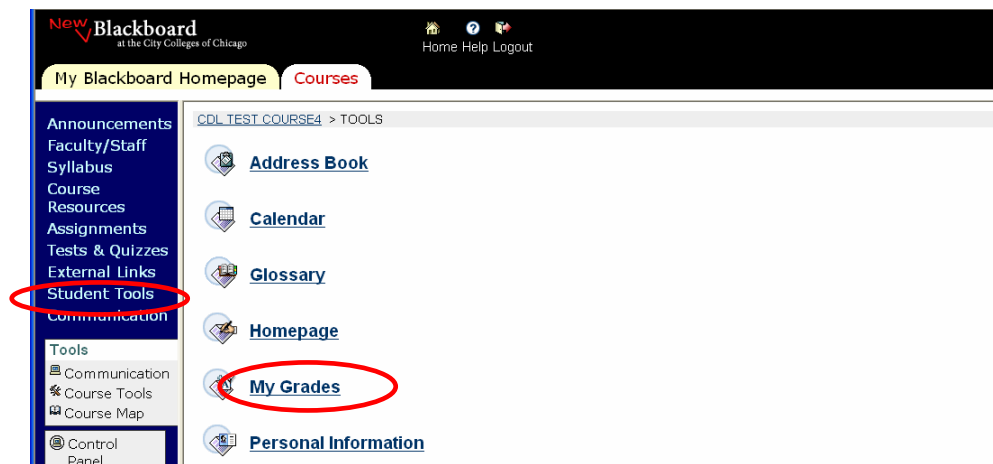 New Blackboard
at the City Colleges of Chicago
Home Help Logout
My Blackboard Homepage
Courses
Announcements
Faculty/Staff
Syllabus
Course
Resources
Assignments
Tests & Quizzes
External Links
Student Tools
Communication
Tools
Communication
Course Tools
Course Map
Control
Panel
CDL TEST COURSE4 > TOOLS
Address Book
Calendar
Glossary
Homepage
My Grades
Personal Information